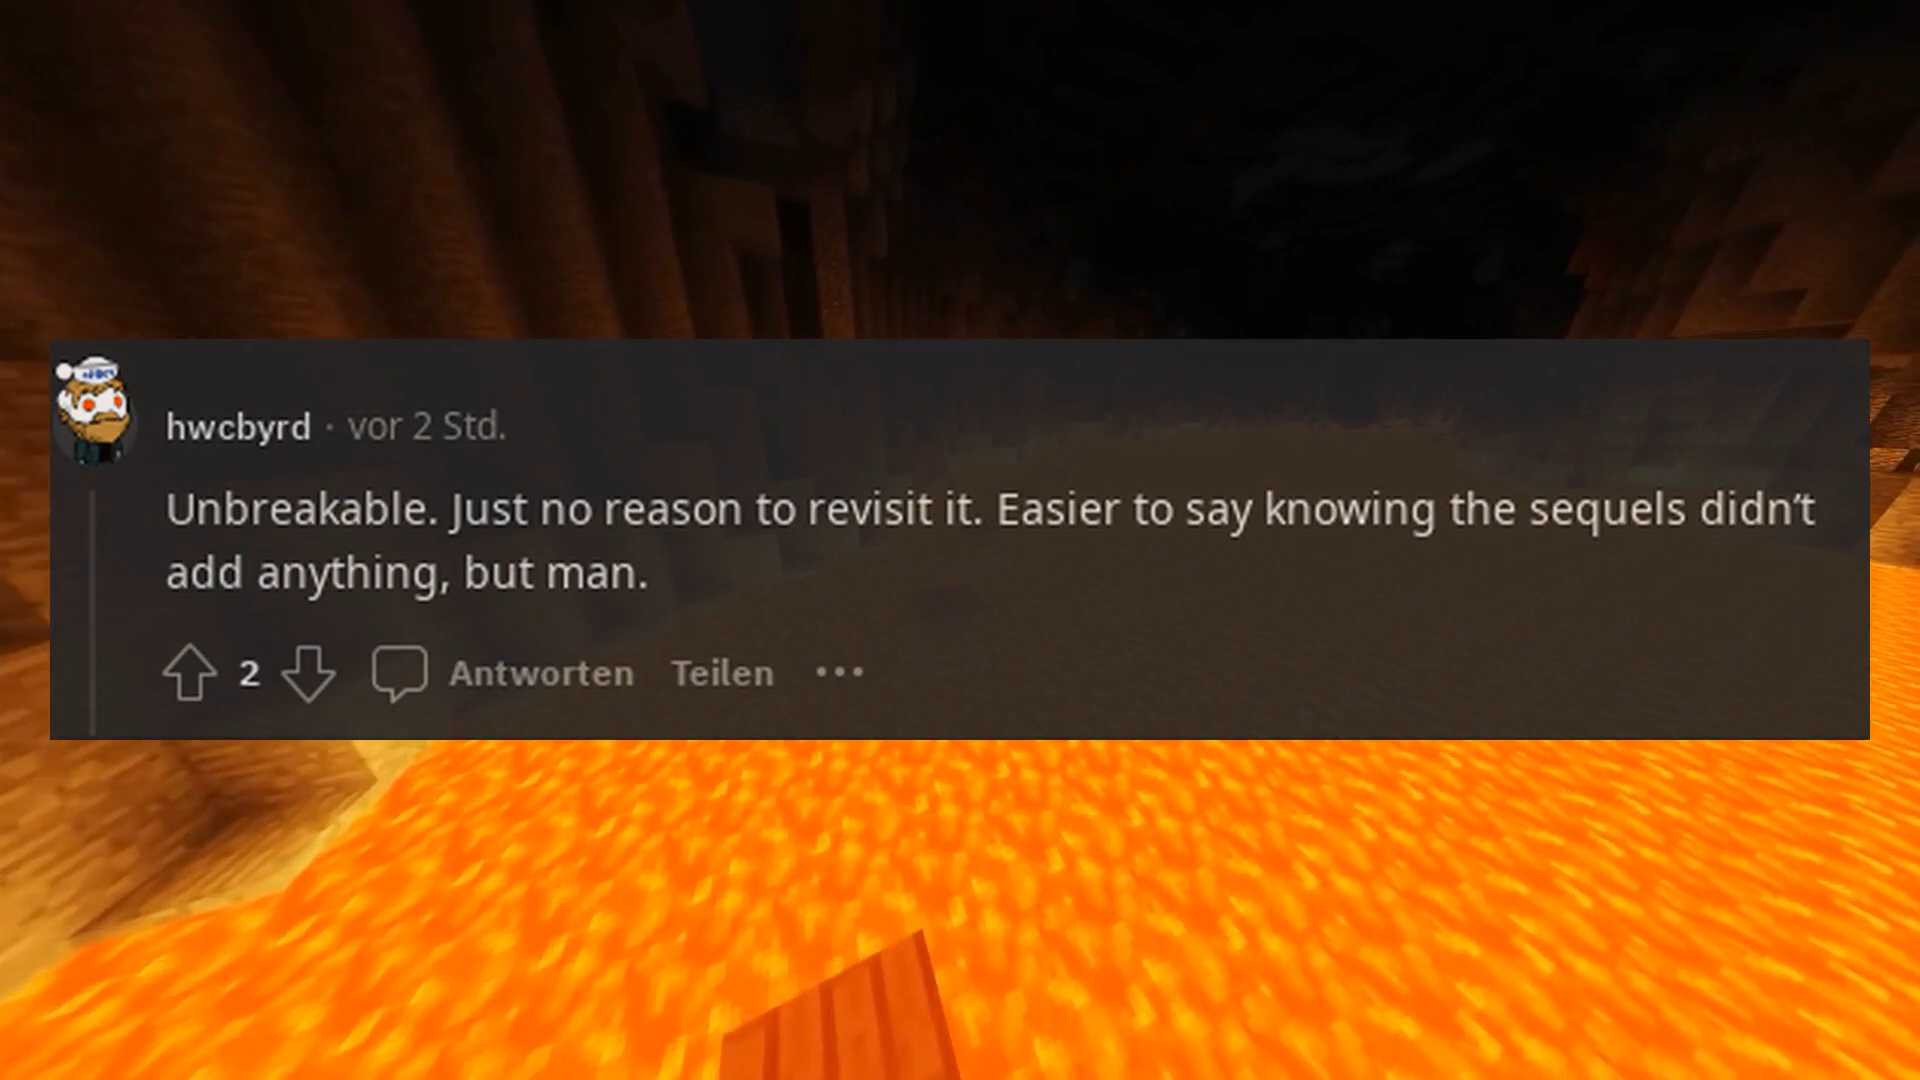 hwcbyrd · vor 2 Std.
Unbreakable. Just no reason to revisit it. Easier to say knowing the sequels didn’t
add anything, but man.
2 Antworten Teilen •••